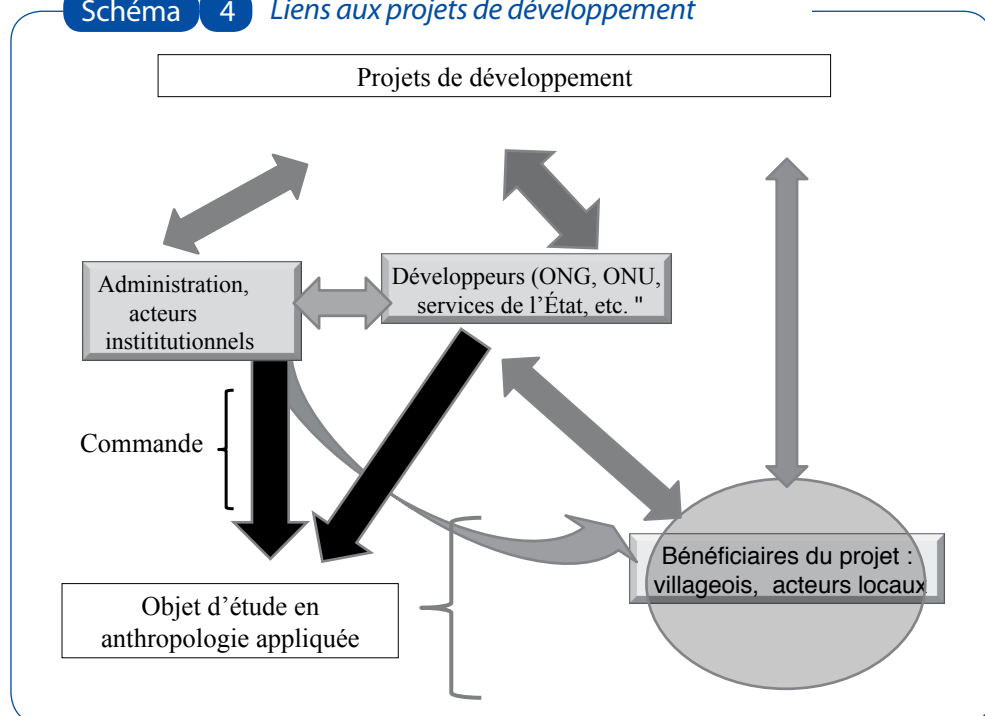 Schéma 4 Liens aux projets de développement
Projets de développement
Administration,
acteurs
instititutionnels
Développeurs (ONG, ONU,
services de l’État, etc. "
Commande
Bénéficiaires du projet :
villageois, acteurs locaux
Objet d’étude en
anthropologie appliquée